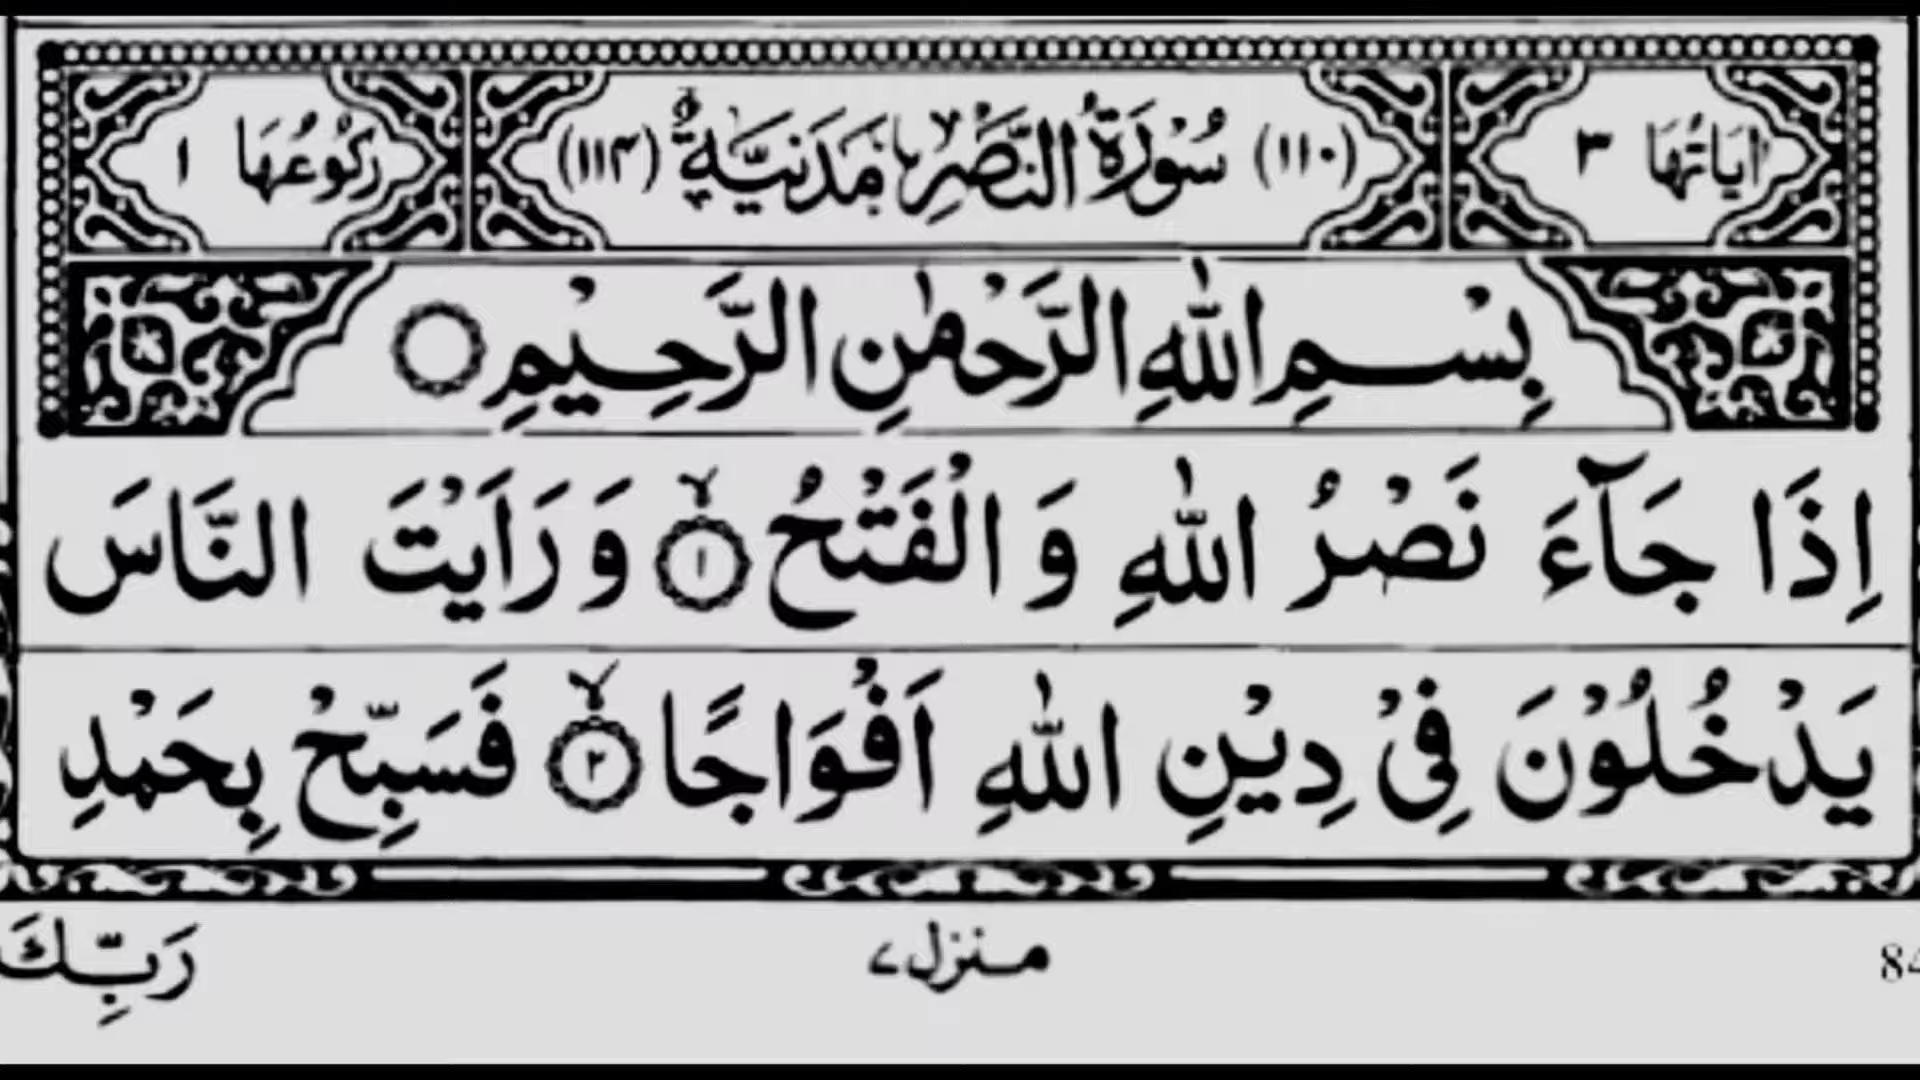 اٰيَاتُهَا ٣ (١١٠) سُوْرَةُ النَّصْرِ مَدَنِيَّةٌ (١١٤) رُكُوْعُهَا ١
بِسْمِ اللّٰهِ الرَّحْمٰنِ الرَّحِيْمِ
اِذَا جَآءَ نَصْرُ اللّٰهِ وَ الْفَتْحُ ۙ‏﴿١﴾ وَ رَاَيْتَ النَّاسَ
يَدْخُلُوْنَ فِيْ دِيْنِ اللّٰهِ اَفْوَاجًا ۙ‏﴿٢﴾ فَسَبِّحْ بِحَمْدِ
84 منزل ٧ رَبِّكَ